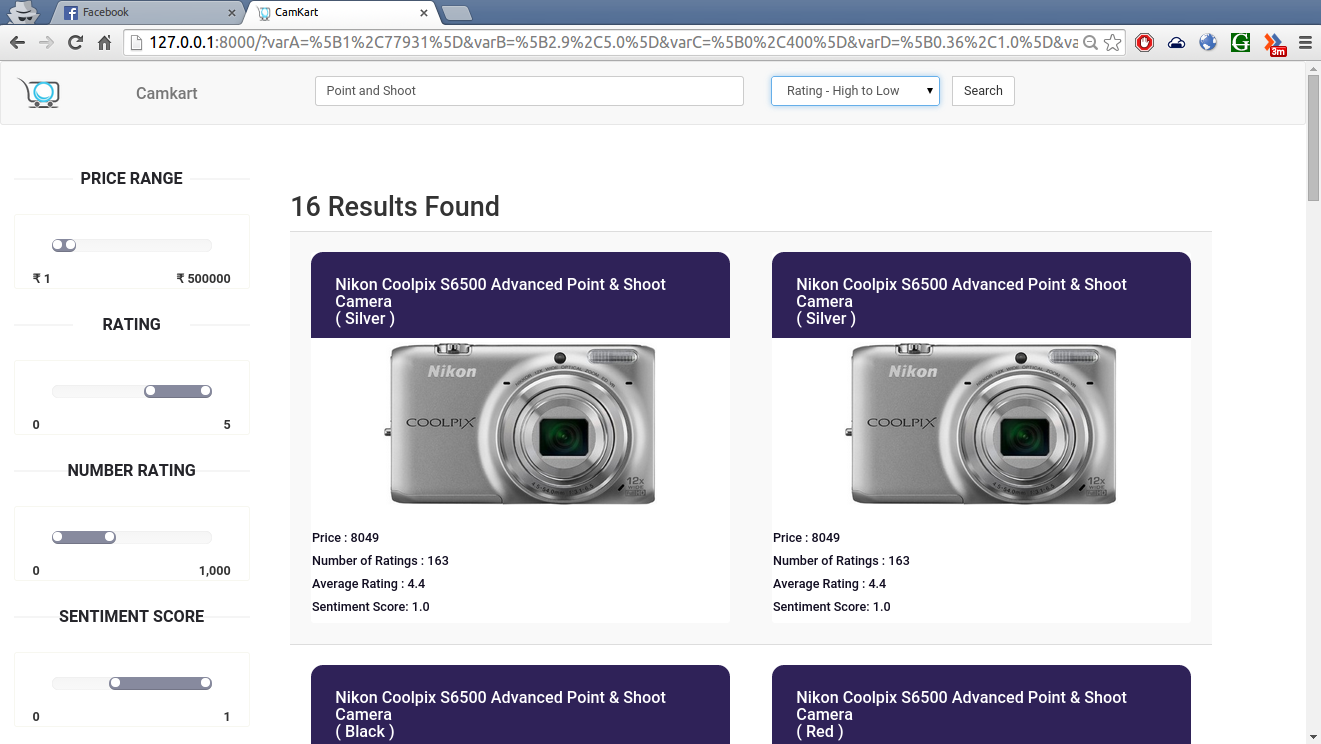 Facebook
CamKart
127.0.0.1:8000/?varA=%5B1%2C77931%5D&varB=%5B2.9%2C5.0%5D&varC=%5B0%2C400%5D&varD=%5B0.36%2C1.0%5D&va
3m
Camkart
Point and Shoot
Rating - High to Low
Search
PRICE RANGE
₹ 1
₹ 500000
RATING
0
5
NUMBER RATING
0
1,000
SENTIMENT SCORE
0
1
16 Results Found
Nikon Coolpix S6500 Advanced Point & Shoot
Camera
( Silver )
Nikon
COOLPIX
12x
Price : 8049
Number of Ratings : 163
Average Rating : 4.4
Sentiment Score: 1.0
Nikon Coolpix S6500 Advanced Point & Shoot
Camera
( Silver )
Nikon
COOLPIX
12x
Price : 8049
Number of Ratings : 163
Average Rating : 4.4
Sentiment Score: 1.0
Nikon Coolpix S6500 Advanced Point & Shoot
Camera
( Black )
Nikon Coolpix S6500 Advanced Point & Shoot
Camera
( Red )